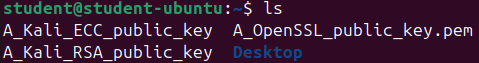 student@student-ubuntu:~$ ls
A_Kali_ECC_public_key  A_OpenSSL_public_key.pem
A_Kali_RSA_public_key  Desktop